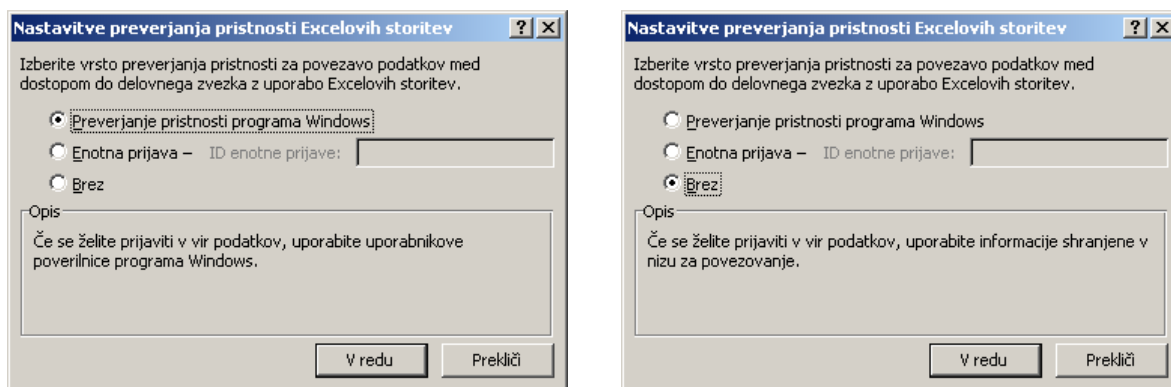 Nastavitve preverjanja pristnosti Excelovih storitev
Izberite vrsto preverjanja pristnosti za povezavo podatkov med
dostopom do delovnega zvezka z uporabo Excelovih storitev.
Preverjanje pristnosti programa Windows
Enotna prijava – ID enotne prijave:
Brez
Opis
Če se želite prijaviti v vir podatkov, uporabite uporabnikove
poverilnice programa Windows.
V redu Prekliči
Nastavitve preverjanja pristnosti Excelovih storitev
Izberite vrsto preverjanja pristnosti za povezavo podatkov med
dostopom do delovnega zvezka z uporabo Excelovih storitev.
Preverjanje pristnosti programa Windows
Enotna prijava – ID enotne prijave:
Brez
Opis
Če se želite prijaviti v vir podatkov, uporabite informacije shranjene v
nizu za povezovanje.
V redu Prekliči